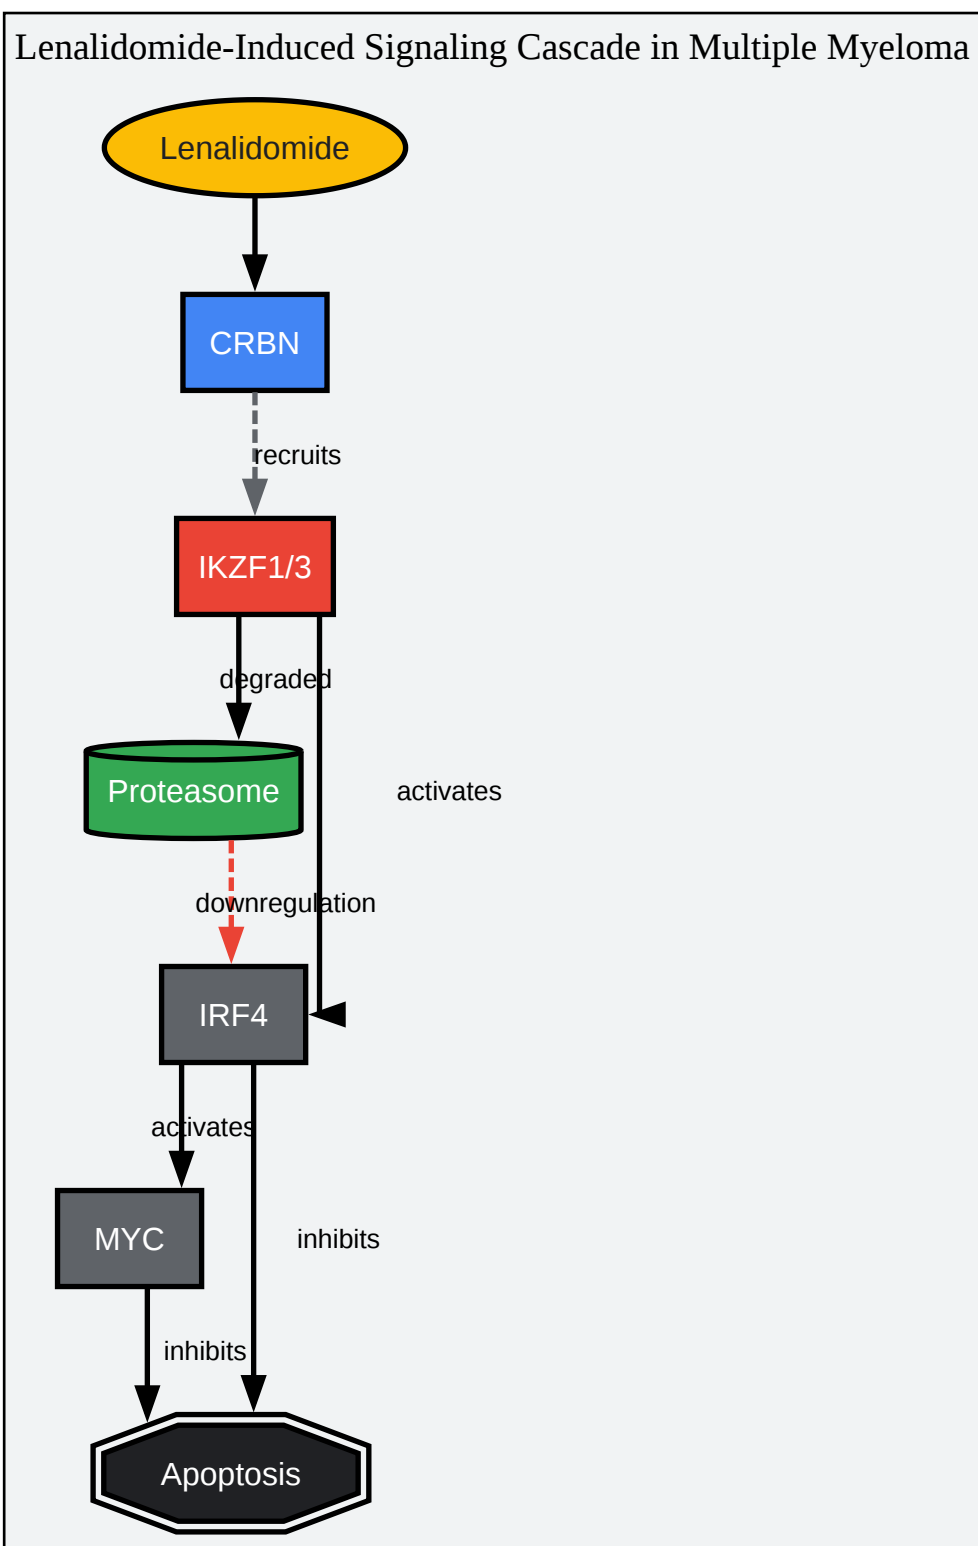 Lenalidomide-Induced Signaling Cascade in Multiple Myeloma
Lenalidomide
CRBN
recruits
IKZF1/3
degraded
Proteasome
activates
downregulation
IRF4
activates
MYC
inhibits
inhibits
Apoptosis